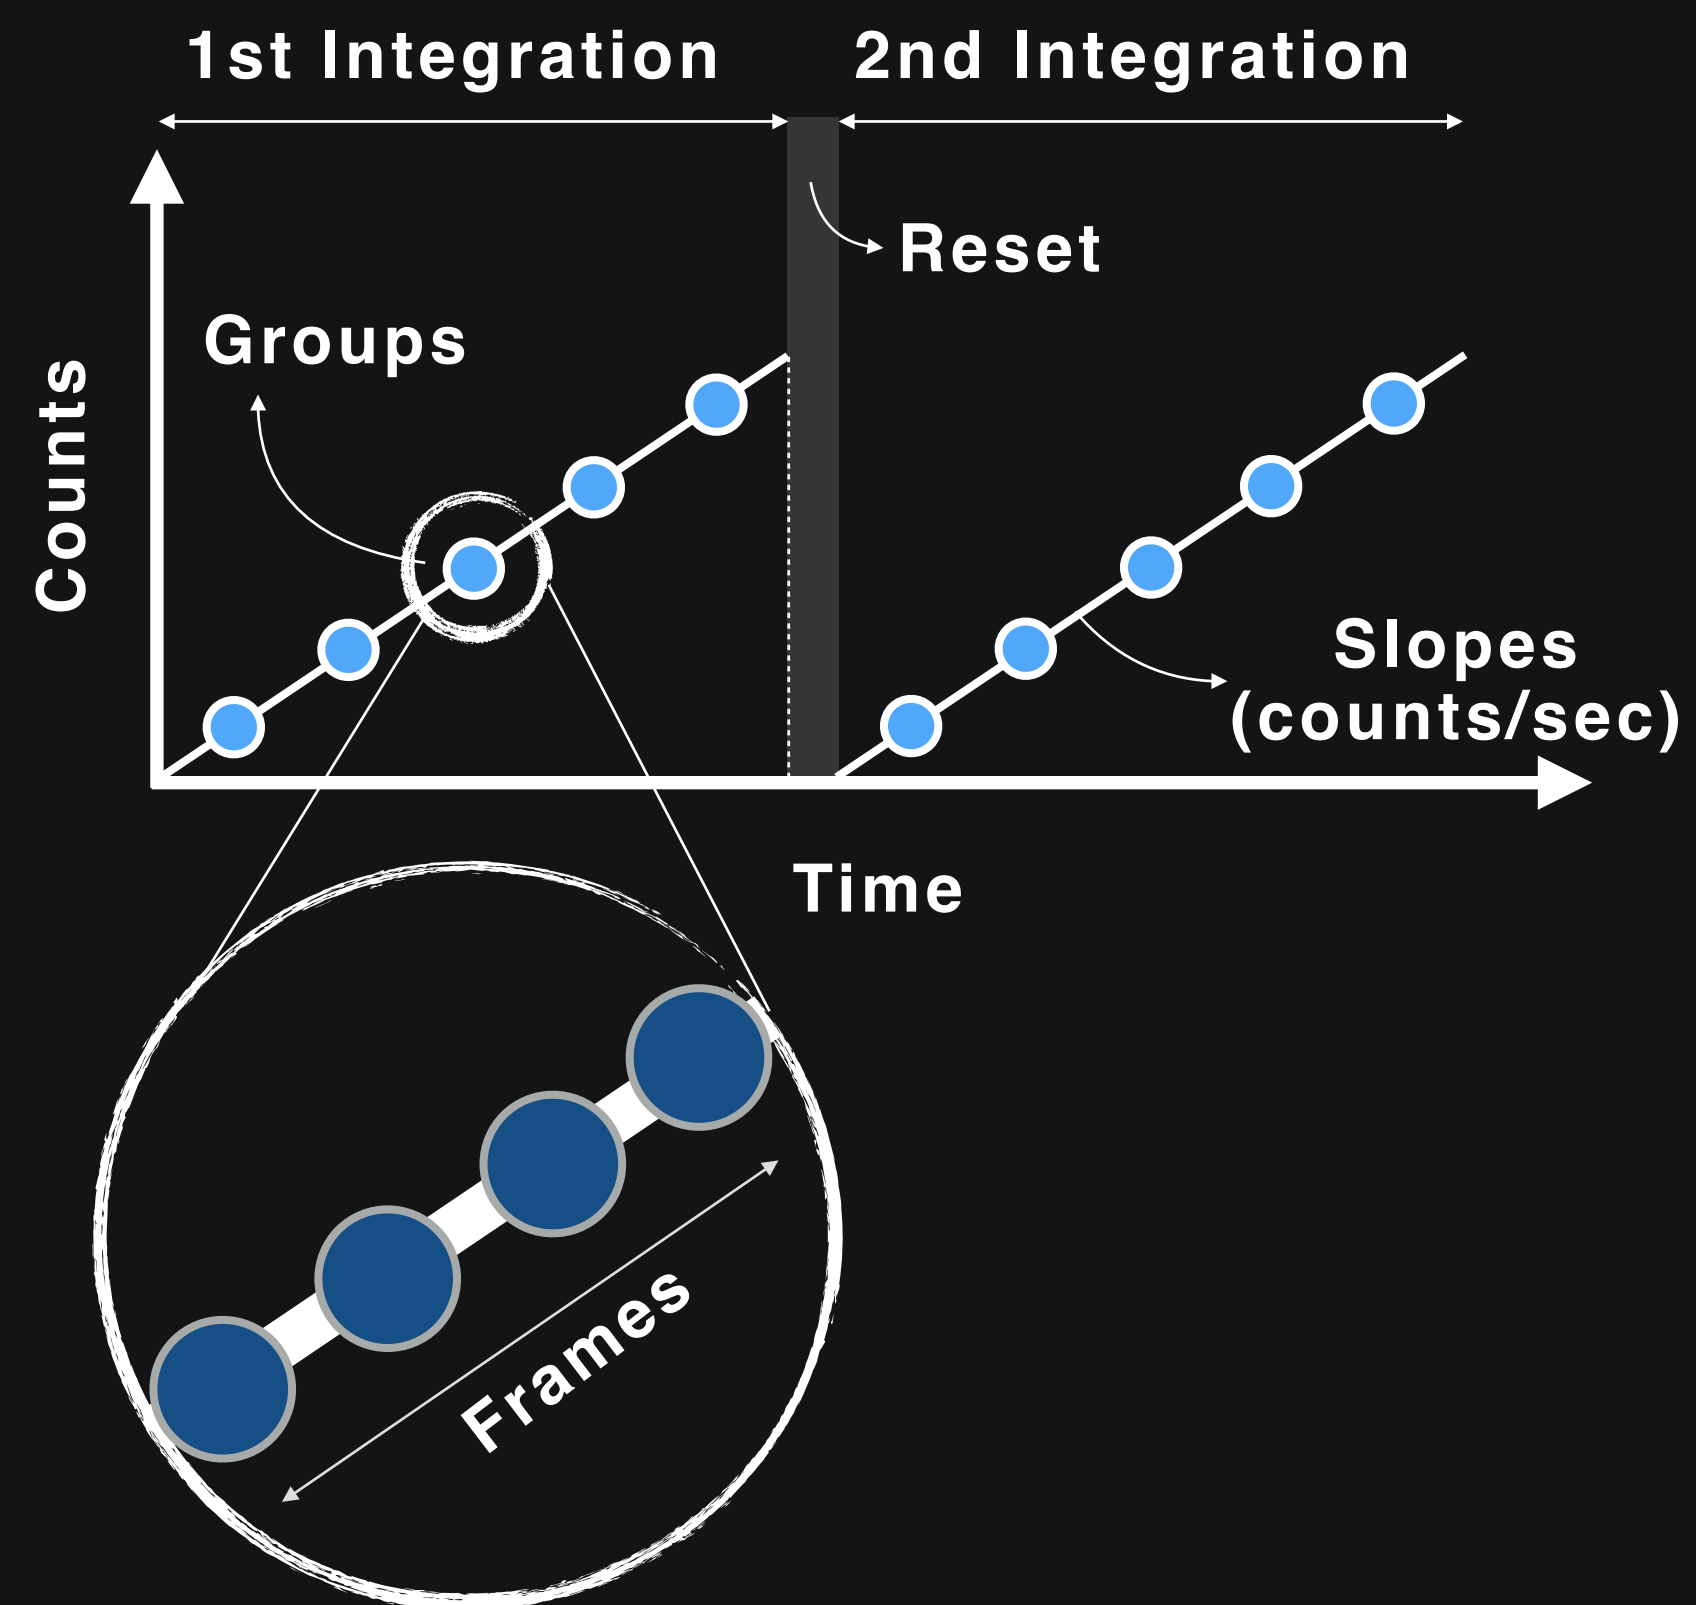 1st Integration
2nd Integration
Reset
Groups
Counts
Slopes
(counts/sec)
Time
Frames